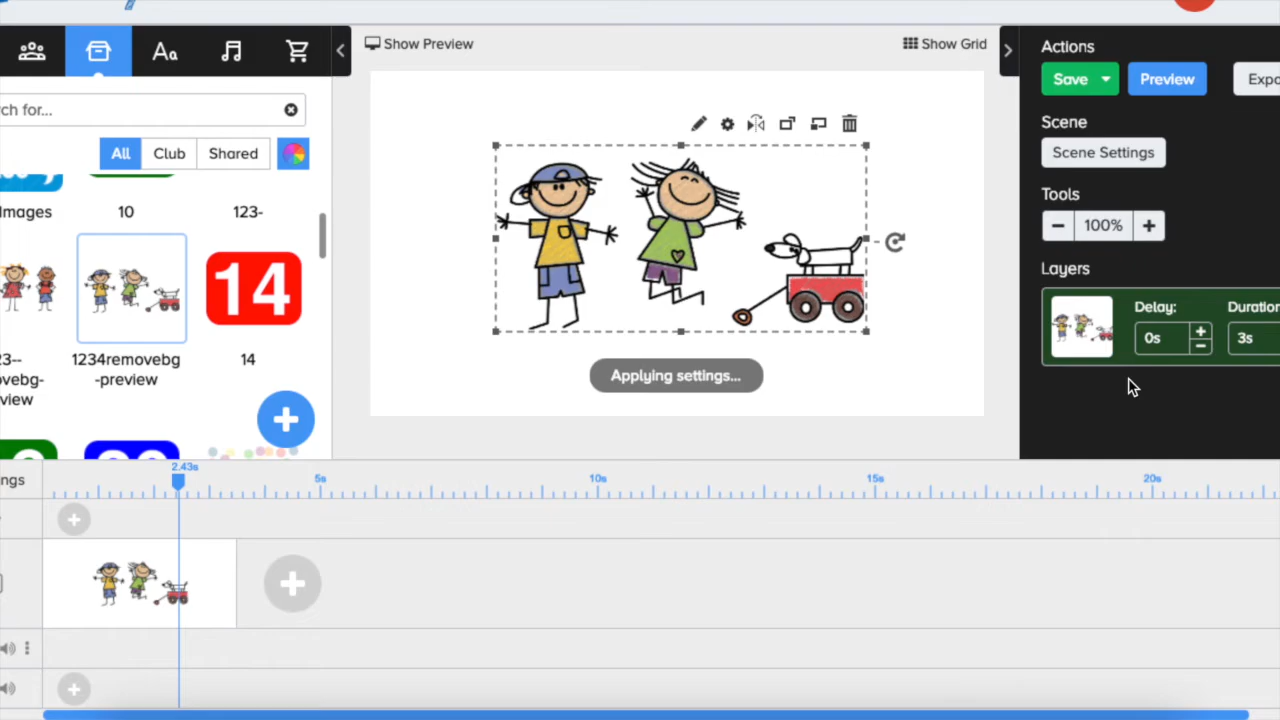 Show Preview
Show Grid
Actions
Save
Preview
Expo
ch for...
All
Club
Shared
Scene
Scene Settings
Images
10
123-
Tools
100%
14
Layers
Delay:
Duration
0s
3s
23--
ovebg-
view
1234removebg
-preview
14
Applying settings...
ngs
2.43s
5s
10s
15s
20s